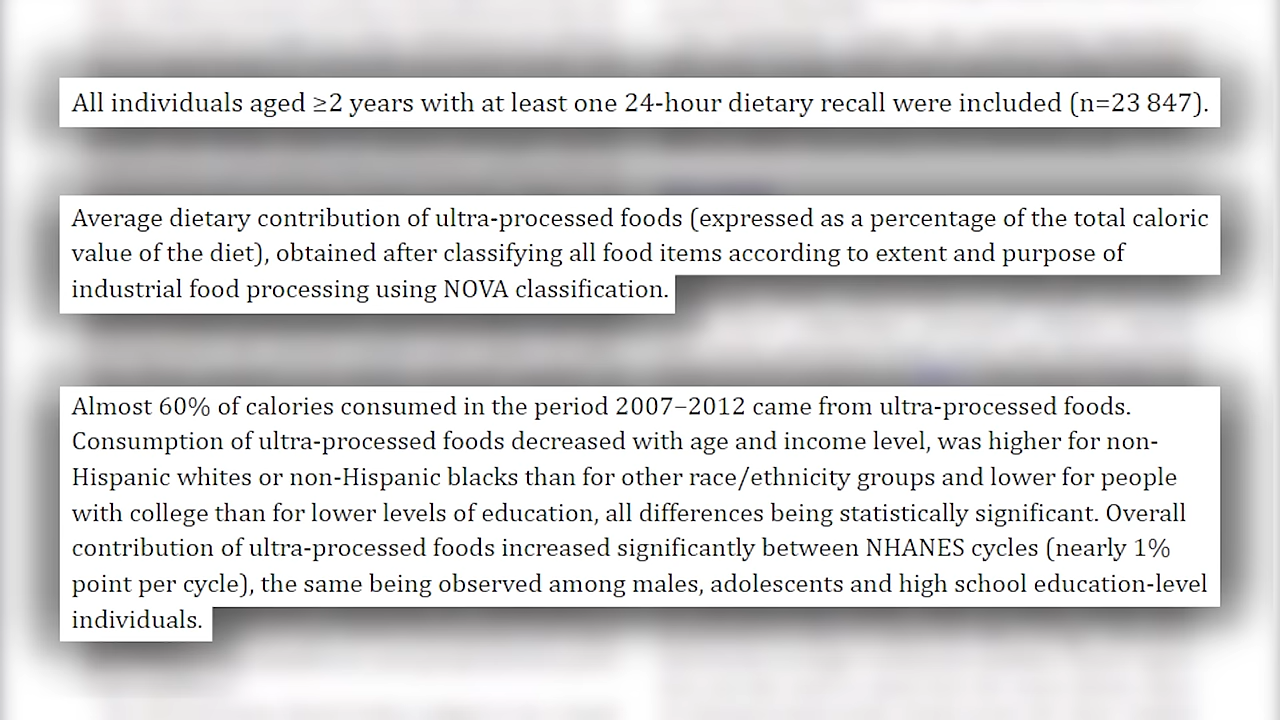 All individuals aged ≥2 years with at least one 24-hour dietary recall were included (n=23 847).
Average dietary contribution of ultra-processed foods (expressed as a percentage of the total caloric
value of the diet), obtained after classifying all food items according to extent and purpose of
industrial food processing using NOVA classification.
Almost 60% of calories consumed in the period 2007–2012 came from ultra-processed foods.
Consumption of ultra-processed foods decreased with age and income level, was higher for non-
Hispanic whites or non-Hispanic blacks than for other race/ethnicity groups and lower for people
with college than for lower levels of education, all differences being statistically significant. Overall
contribution of ultra-processed foods increased significantly between NHANES cycles (nearly 1%
point per cycle), the same being observed among males, adolescents and high school education-level
individuals.